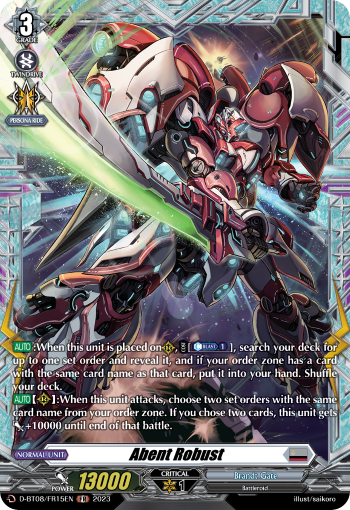 3
GRADE
TWINDRIVE
PERSONA RIDE
AUTO :When this unit is placed on , [ BLAST 1 ], search your deck for
up to one set order and reveal it, and if your order zone has a card
with the same card name as that card, put it into your hand. Shuffle
your deck.
AUTO [ ]:When this unit attacks, choose two set orders with the same
card name from your order zone. If you chose two cards, this unit gets
+10000 until end of that battle.
NORMAL UNIT
Abent Robust
POWER 13000
CRITICAL
1
Brandt Gate
Battleroid
D-BT08/FR15EN FR 2023
illust/saikoro